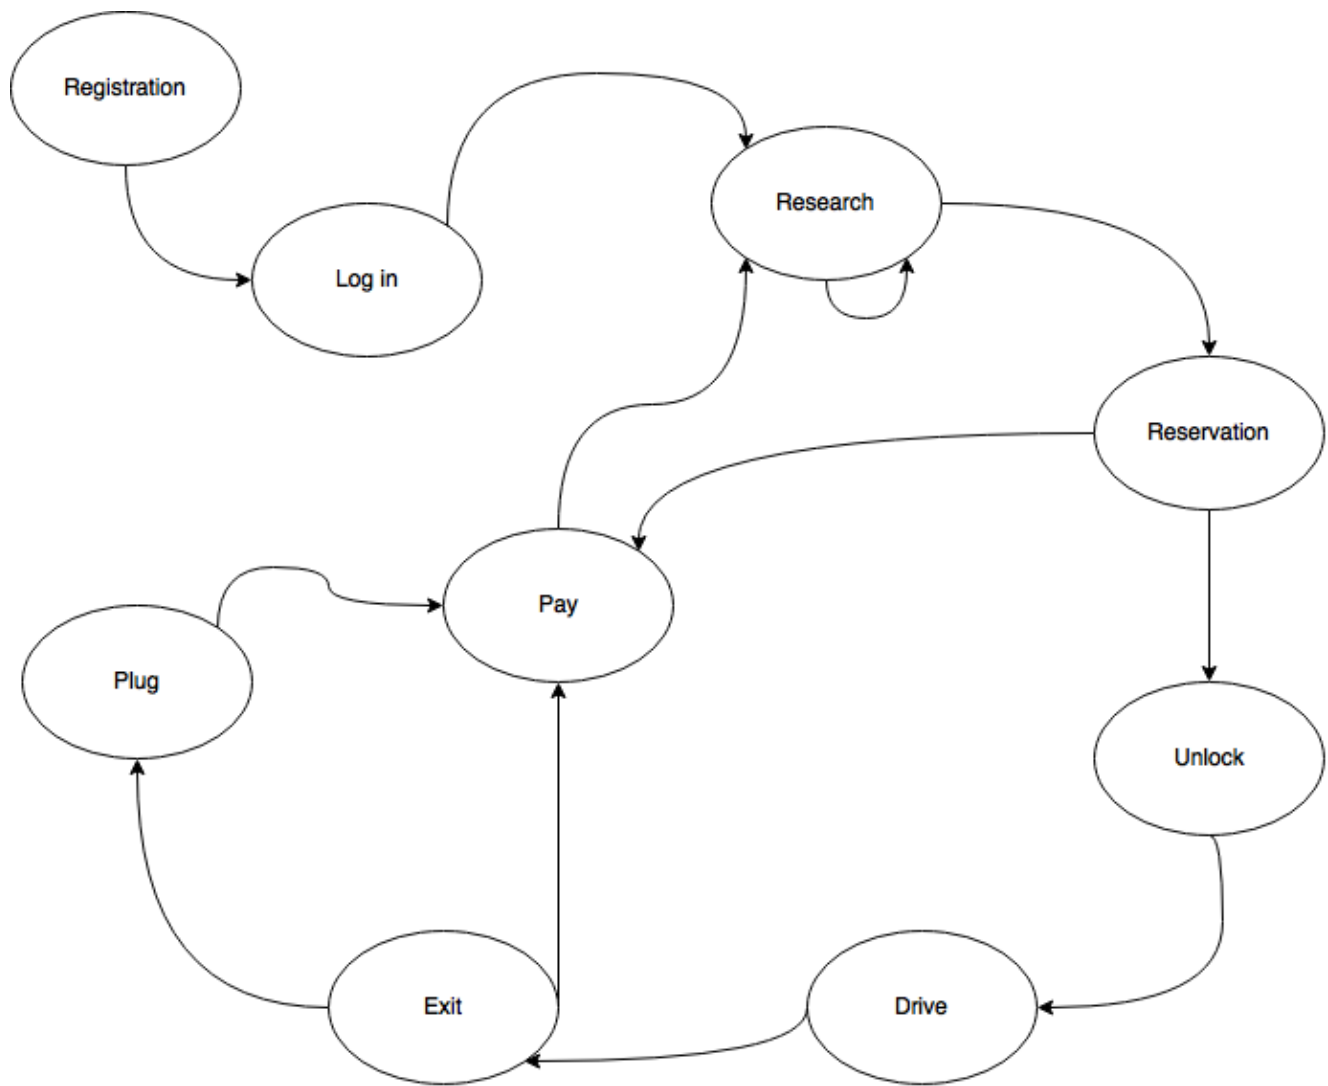 Registration
Research
Log in
Reservation
Pay
Plug
Unlock
Exit
Drive